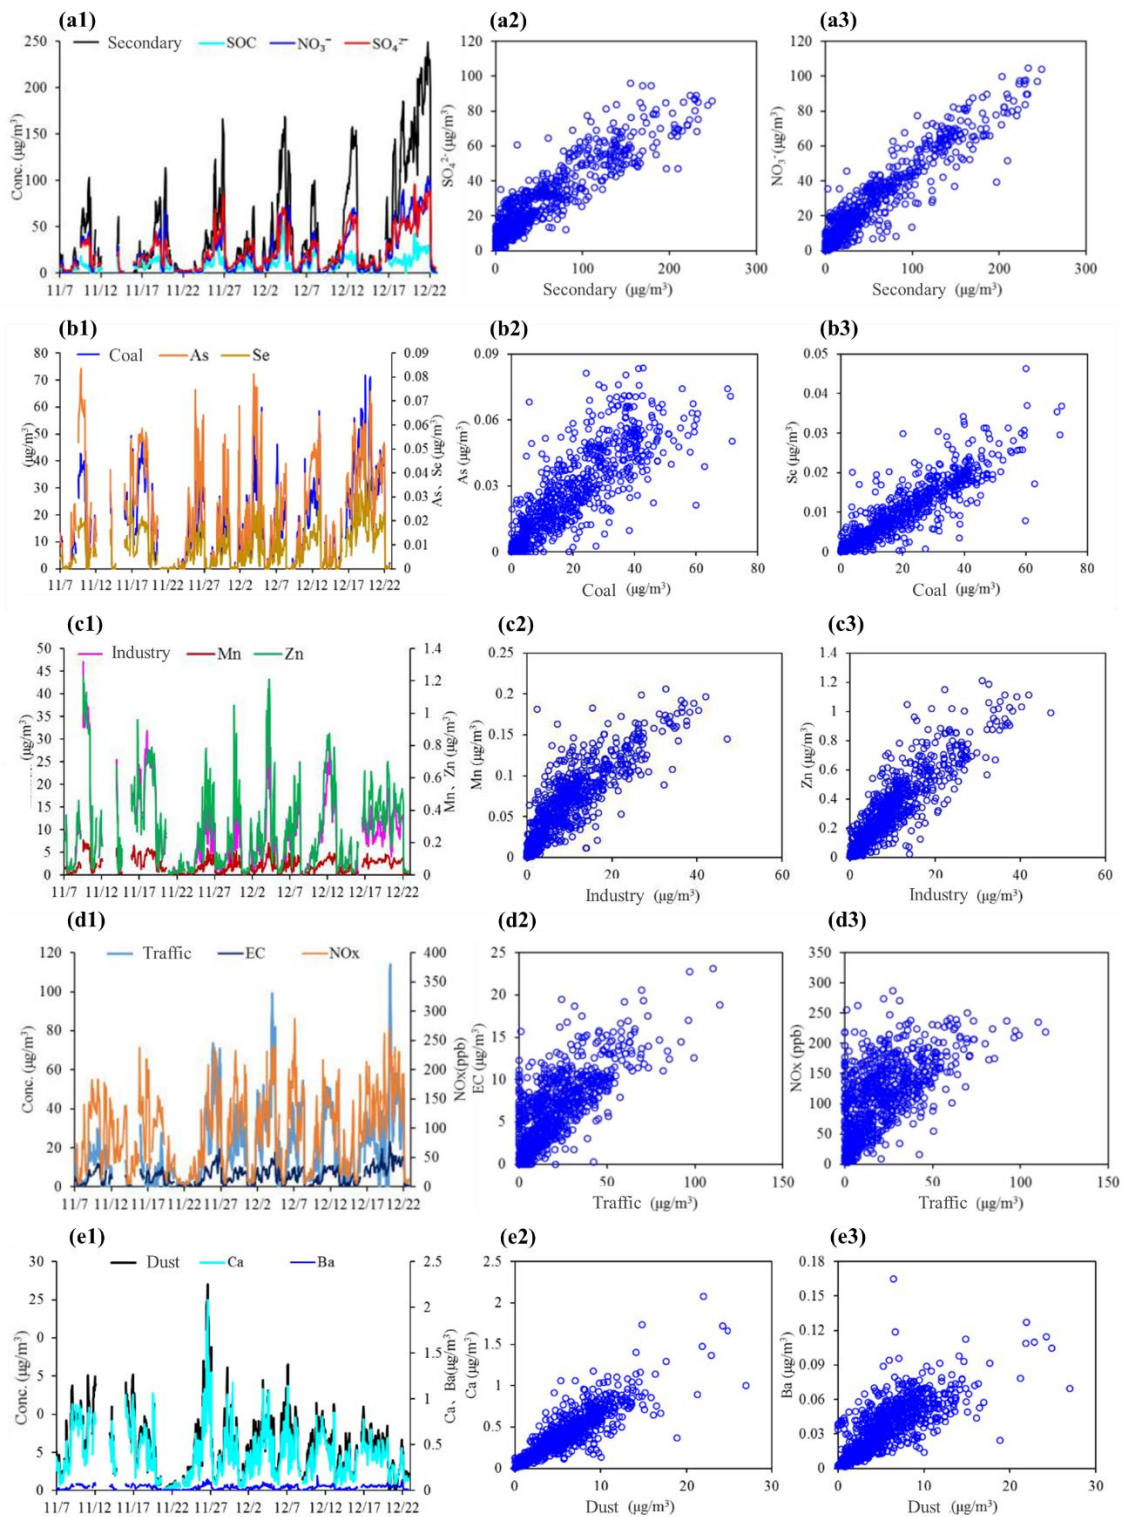 (a1) (a2) (a3)
Secondary SOC NO₃⁻ SO₄²⁻
Conc. (μg/m³)
250
200
150
100
50
0
11/7 11/12 11/17 11/22 11/27 12/2 12/7 12/12 12/17 12/22
SO₄²⁻ (μg/m³)
120
100
80
60
40
20
0
0 100 200 300
Secondary (μg/m³)
NO₃⁻ (μg/m³)
120
100
80
60
40
20
0
0 100 200 300
Secondary (μg/m³)
(b1) (b2) (b3)
Coal As Se
(μg/m³)
80
70
60
50
40
30
20
10
0
0.09
0.08
0.07
0.06
0.05
0.04
0.03
0.02
0.01
0
As、Se (μg/m³)
11/7 11/12 11/17 11/22 11/27 12/2 12/7 12/12 12/17 12/22
As (μg/m³)
0.09
0.06
0.03
0
0 20 40 60 80
Coal (μg/m³)
Se (μg/m³)
0.05
0.04
0.03
0.02
0.01
0
0 20 40 60 80
Coal (μg/m³)
(c1) (c2) (c3)
Industry Mn Zn
(μg/m³)
50
45
40
35
30
25
20
15
10
5
0
1.4
1.2
1
0.8
0.6
0.4
0.2
0
Mn、Zn (μg/m³)
11/7 11/12 11/17 11/22 11/27 12/2 12/7 12/12 12/17 12/22
Mn (μg/m³)
0.25
0.2
0.15
0.1
0.05
0
0 20 40 60
Industry (μg/m³)
Zn (μg/m³)
1.4
1.2
1
0.8
0.6
0.4
0.2
0
0 20 40 60
Industry (μg/m³)
(d1) (d2) (d3)
Traffic EC NOx
Conc. (μg/m³)
120
100
80
60
40
20
0
400
350
300
250
200
150
100
50
0
NOx(ppb)
11/7 11/12 11/17 11/22 11/27 12/2 12/7 12/12 12/17 12/22
EC (μg/m³)
25
20
15
10
5
0
0 50 100 150
Traffic (μg/m³)
NOx (ppb)
350
300
250
200
150
100
50
0
0 50 100 150
Traffic (μg/m³)
(e1) (e2) (e3)
Dust Ca Ba
Conc. (μg/m³)
30
25
0
5
0
5
0
2.5
2
1.5
1
0.5
0
Ca、Ba(μg/m³)
11/7 11/12 11/17 11/22 11/27 12/2 12/7 12/12 12/17 12/22
Ca (μg/m³)
2.5
2
1.5
1
0.5
0
0 10 20 30
Dust (μg/m³)
Ba (μg/m³)
0.18
0.15
0.12
0.09
0.06
0.03
0
0 10 20 30
Dust (μg/m³)